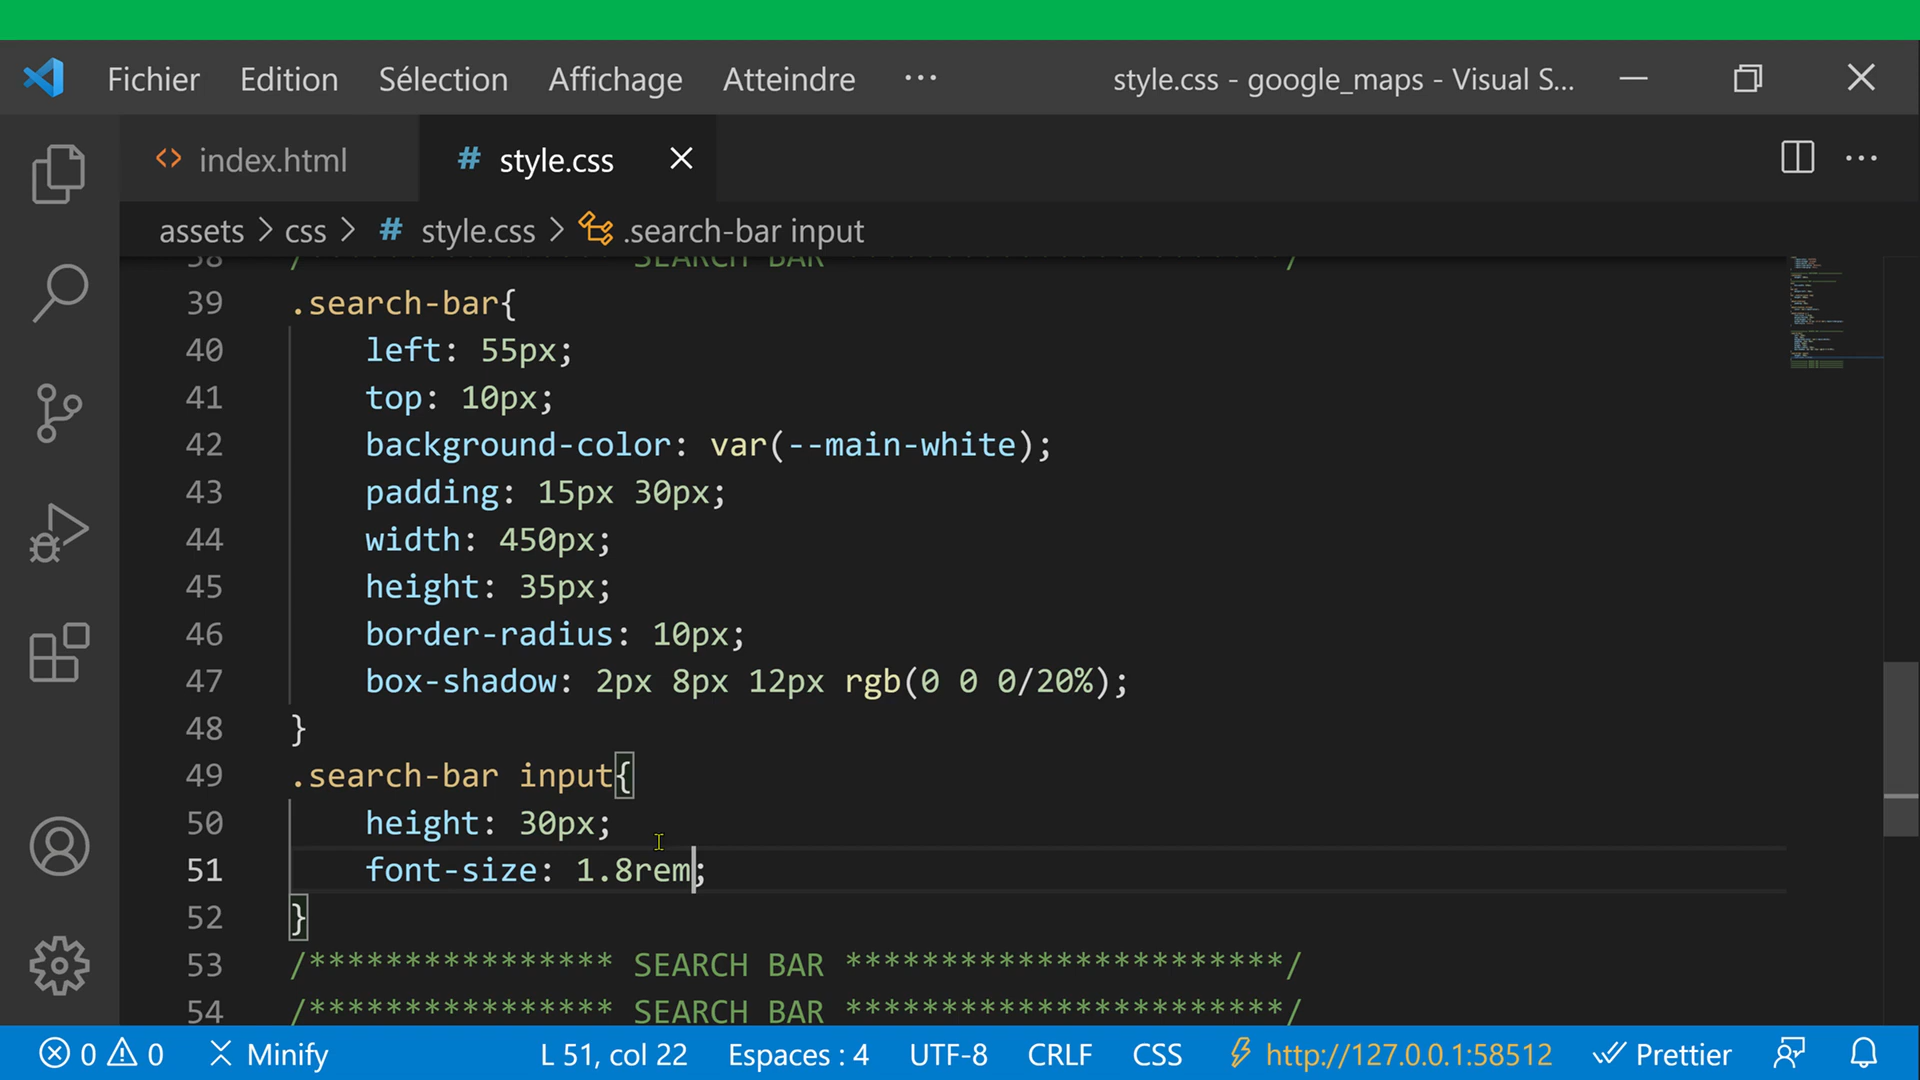 Fichier Edition Sélection Affichage Atteindre ··· style.css - google_maps - Visual S...
<> index.html # style.css
assets > css > # style.css > .search-bar input
38 /**************** SEARCH BAR ***********************/
39 .search-bar{
40 left: 55px;
41 top: 10px;
42 background-color: var(--main-white);
43 padding: 15px 30px;
44 width: 450px;
45 height: 35px;
46 border-radius: 10px;
47 box-shadow: 2px 8px 12px rgb(0 0 0/20%);
48 }
49 .search-bar input{
50 height: 30px;
51 font-size: 1.8rem;
52 }
53 /**************** SEARCH BAR ***********************/
54 /**************** SEARCH BAR ***********************/
0 0 Minify L 51, col 22 Espaces : 4 UTF-8 CRLF CSS http://127.0.0.1:58512 Prettier